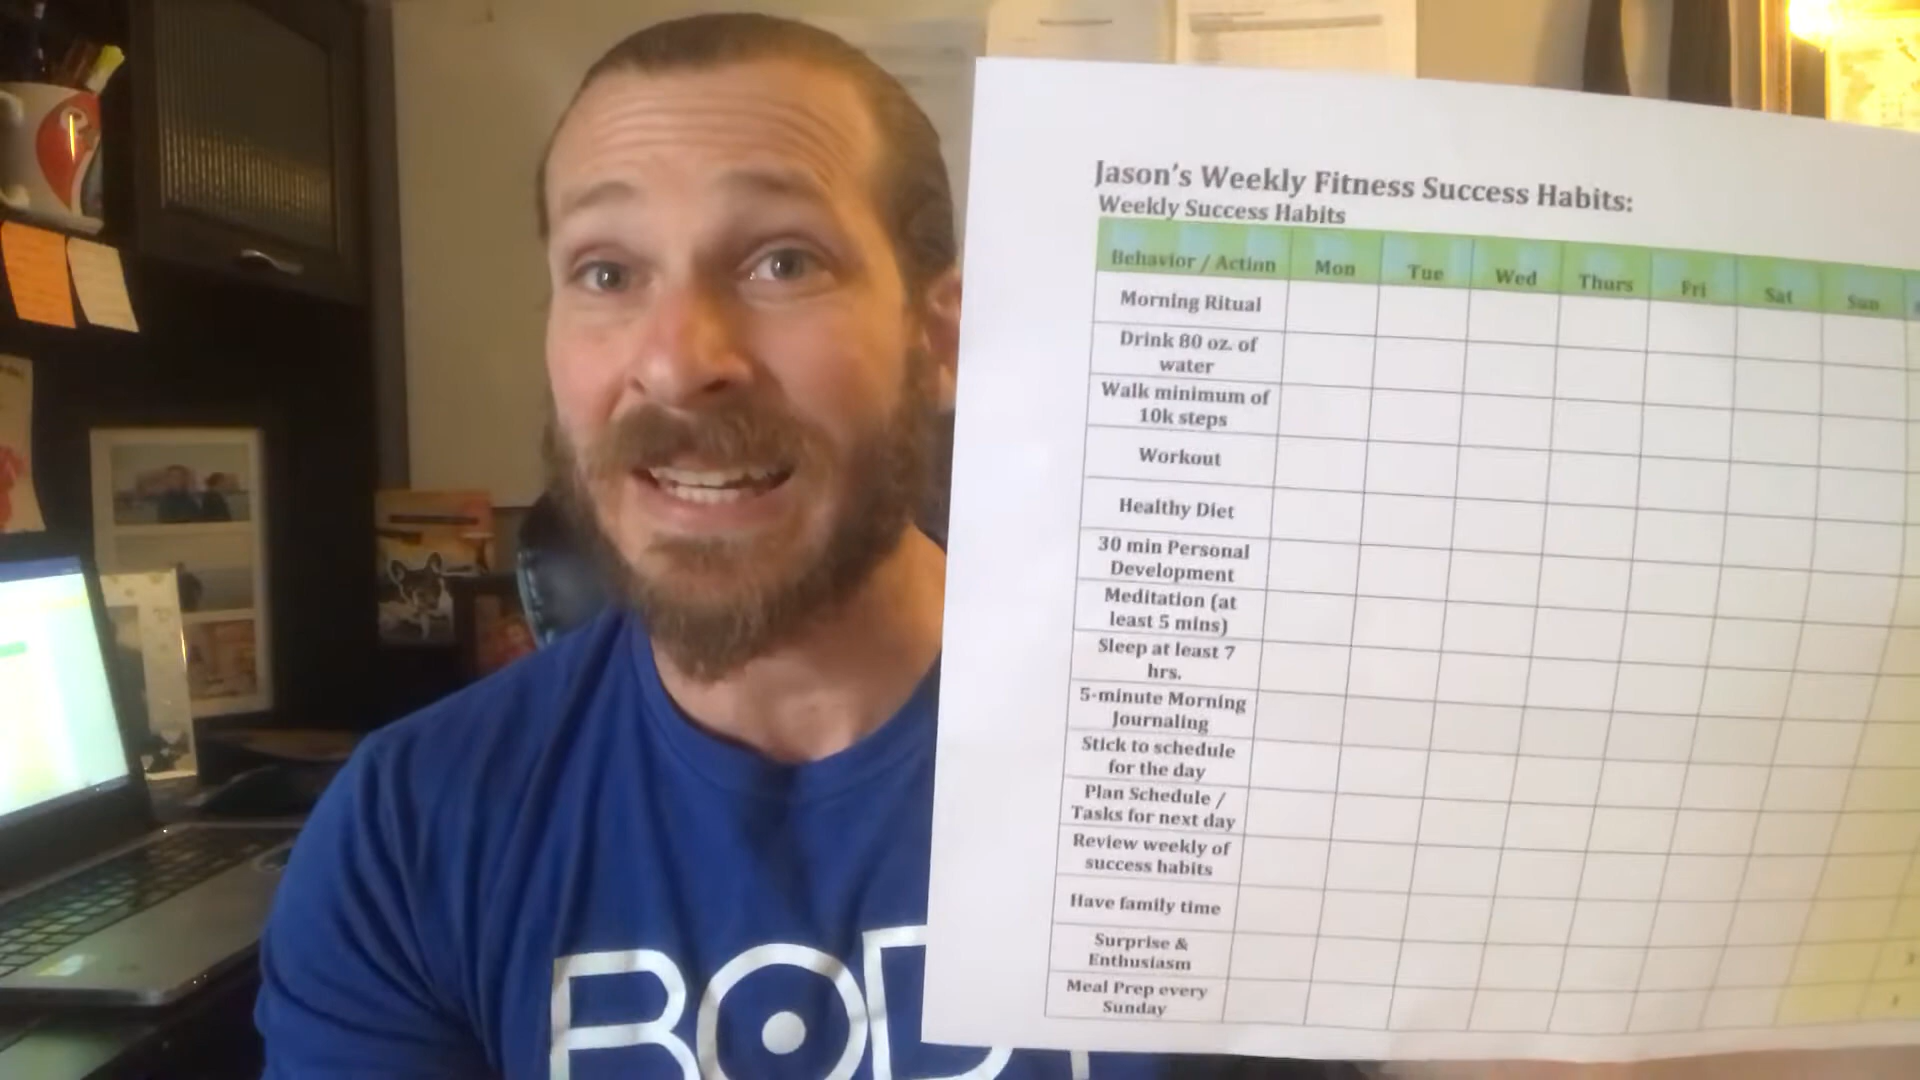 Jason's Weekly Fitness Success Habits:
Weekly Success Habits
Behavior / Action Mon Tue Wed Thurs Fri Sat Sun
Morning Ritual
Drink 80 oz. of
water
Walk minimum of
10k steps
Workout
Healthy Diet
30 min Personal
Development
Meditation (at
least 5 mins)
Sleep at least 7
hrs.
5-minute Morning
Journaling
Stick to schedule
for the day
Plan Schedule /
Tasks for next day
Review weekly of
success habits
Have family time
Surprise &
Enthusiasm
Meal Prep every
Sunday
BODY